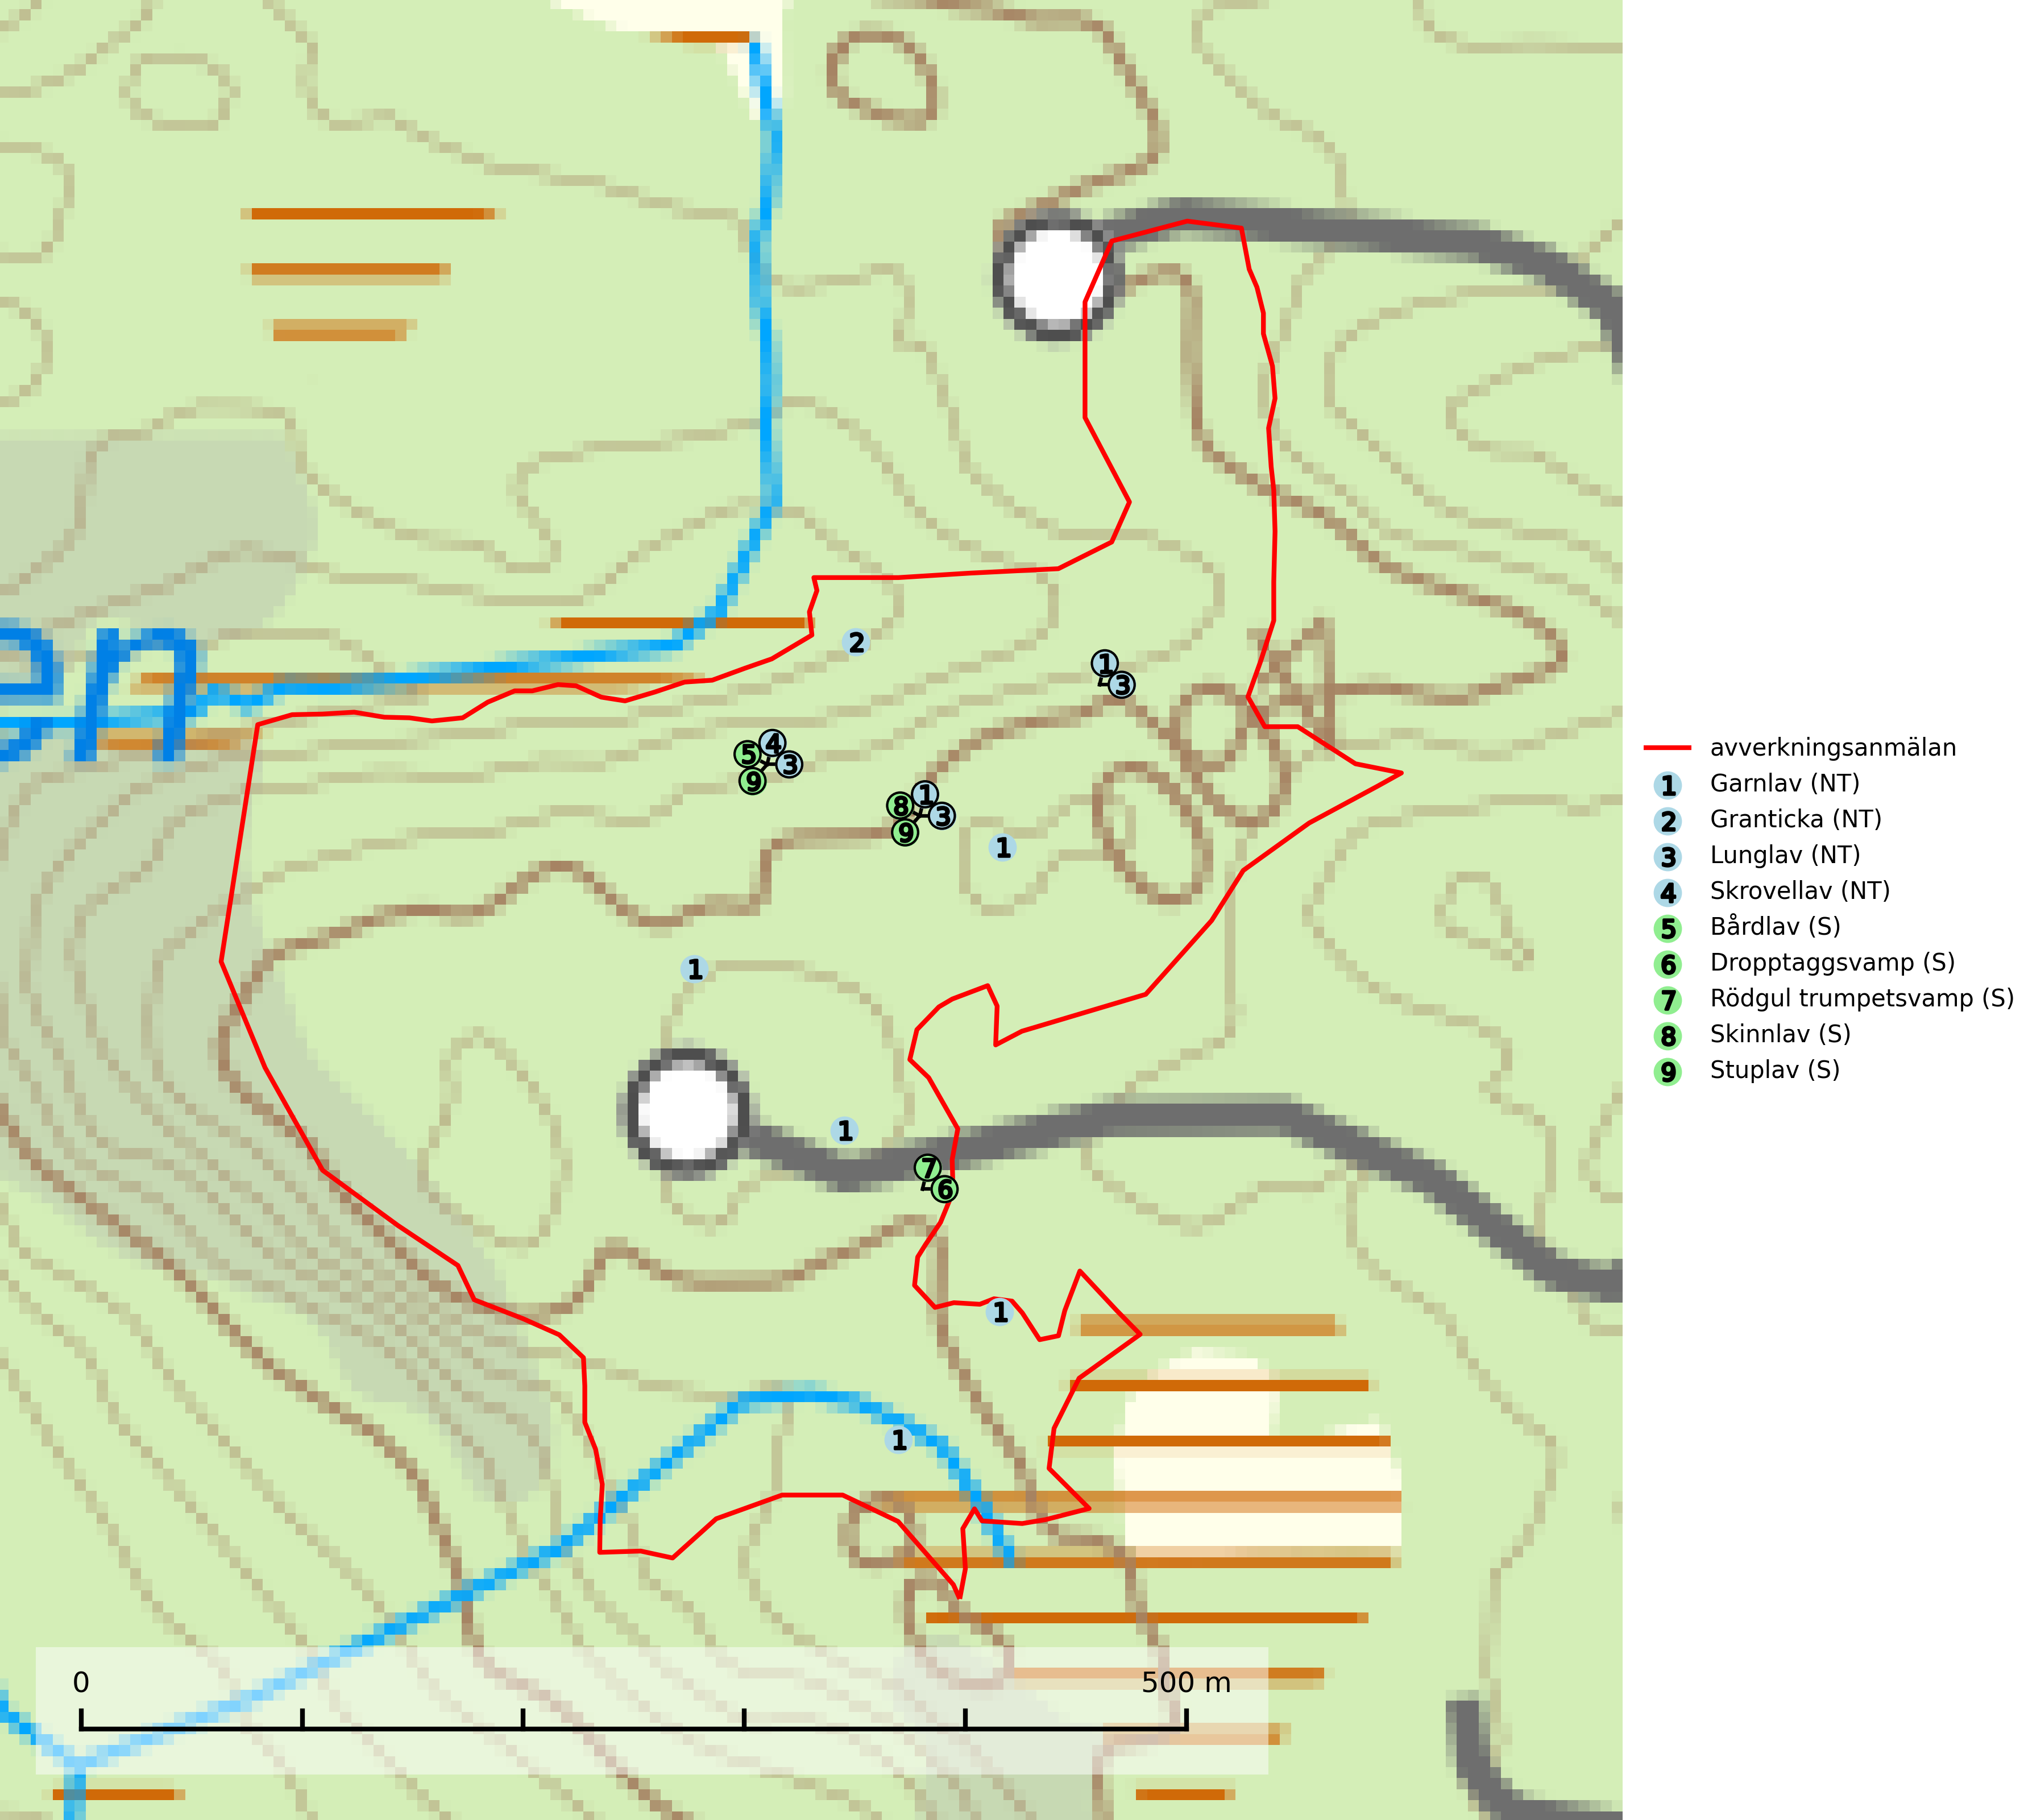 2
1
3
4
5
3
9
1
8
3
9
1
1
1
7
6
1
1
0
500 m
avverkningsanmälan
1 Garnlav (NT)
2 Granticka (NT)
3 Lunglav (NT)
4 Skrovellav (NT)
5 Bårdlav (S)
6 Dropptaggsvamp (S)
7 Rödgul trumpetsvamp (S)
8 Skinnlav (S)
9 Stuplav (S)